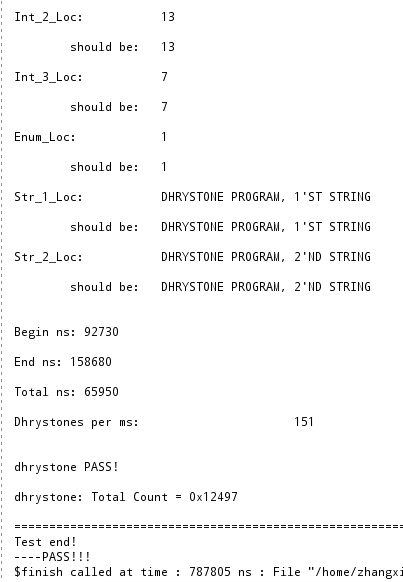 Int_2_Loc: 13
should be: 13
Int_3_Loc: 7
should be: 7
Enum_Loc: 1
should be: 1
Str_1_Loc: DHRYSTONE PROGRAM, 1'ST STRING
should be: DHRYSTONE PROGRAM, 1'ST STRING
Str_2_Loc: DHRYSTONE PROGRAM, 2'ND STRING
should be: DHRYSTONE PROGRAM, 2'ND STRING
Begin ns: 92730
End ns: 158680
Total ns: 65950
Dhrystones per ms: 151
dhrystone PASS!
dhrystone: Total Count = 0x12497
========================================================
Test end!
----PASS!!!
$finish called at time : 787805 ns : File "/home/zhangxi